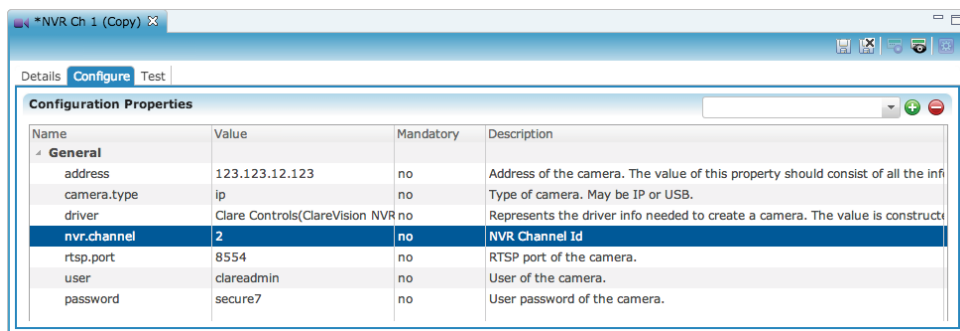 *NVR Ch 1 (Copy)
Details Configure Test
Configuration Properties
Name Value Mandatory Description
General
address 123.123.12.123 no Address of the camera. The value of this property should consist of all the inf
camera.type ip no Type of camera. May be IP or USB.
driver Clare Controls(ClareVision NVR no Represents the driver info needed to create a camera. The value is constructe
nvr.channel 2 no NVR Channel Id
rtsp.port 8554 no RTSP port of the camera.
user clareadmin no User of the camera.
password secure7 no User password of the camera.